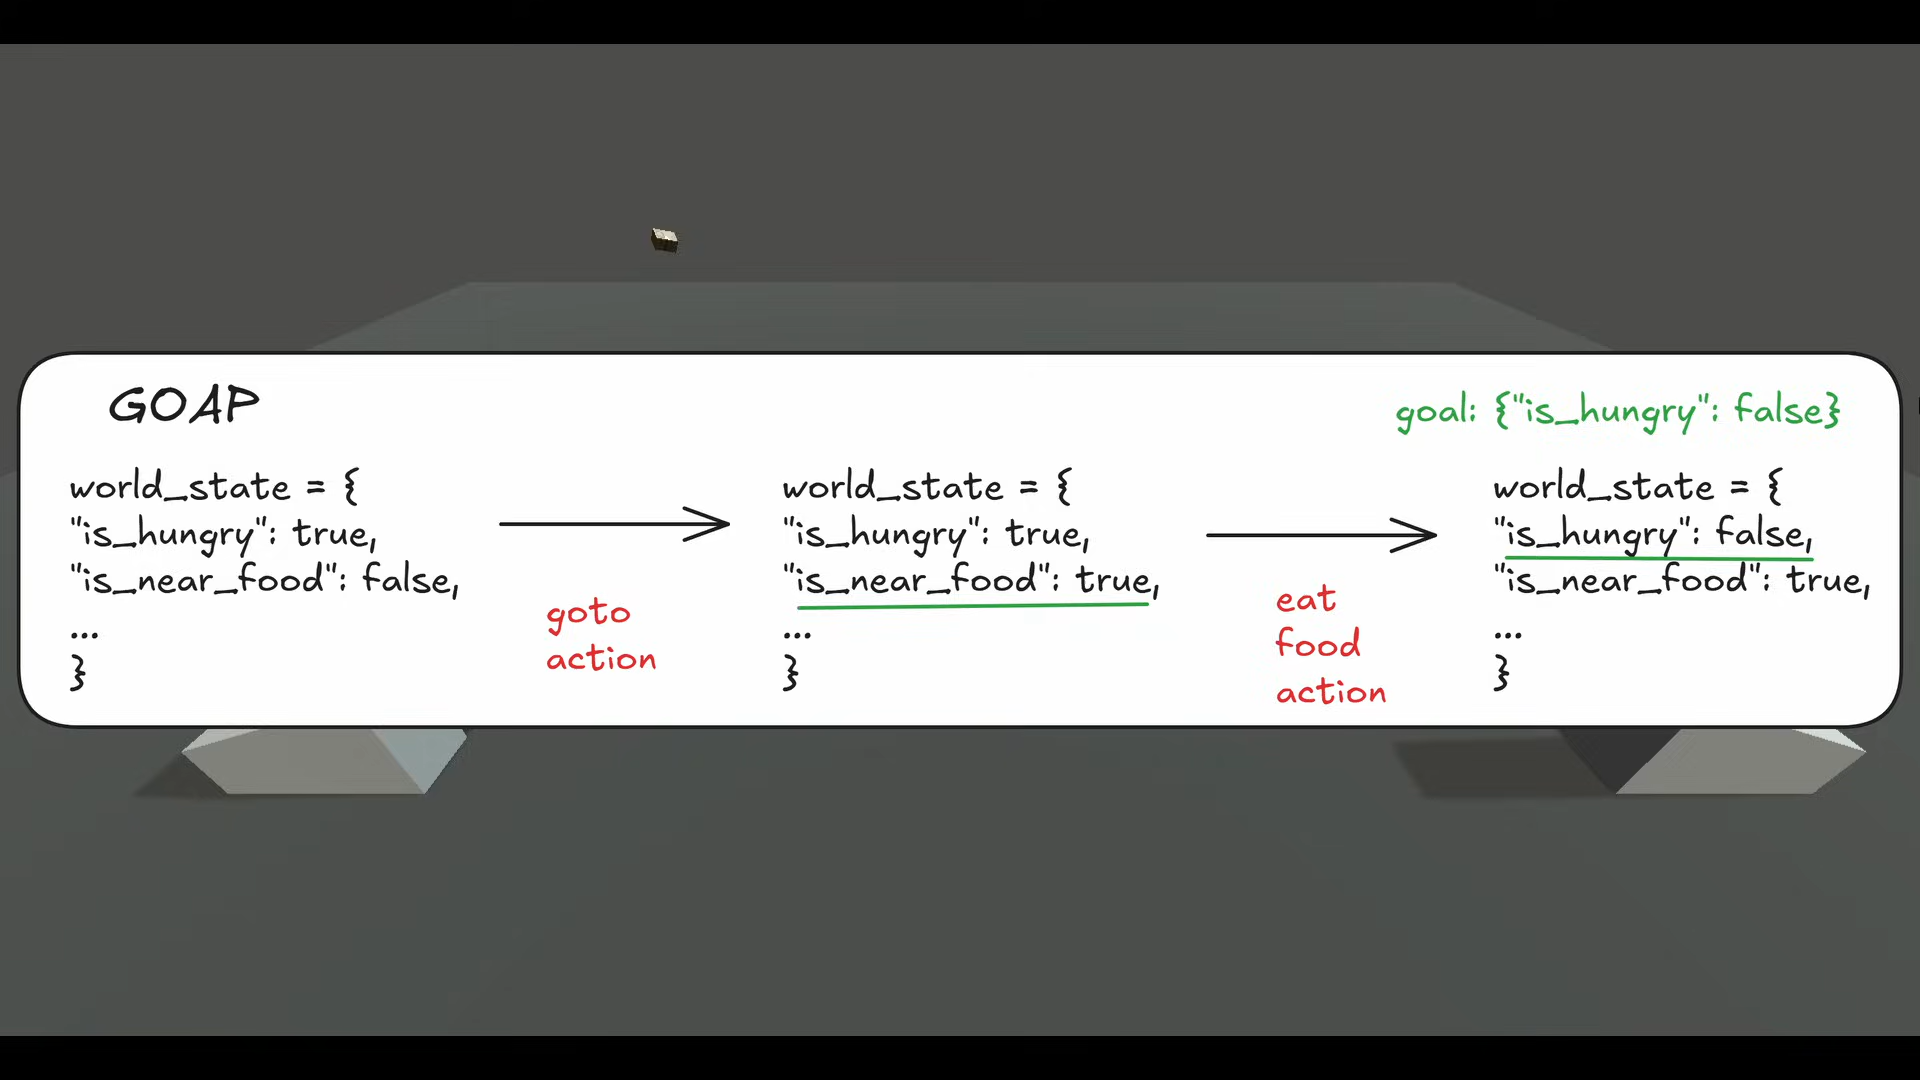 GOAP
goal: {"is_hungry": false}
world_state = {
"is_hungry": true,
"is_near_food": false,
...
}
goto
action
world_state = {
"is_hungry": true,
"is_near_food": true,
...
}
eat
food
action
world_state = {
"is_hungry": false,
"is_near_food": true,
...
}